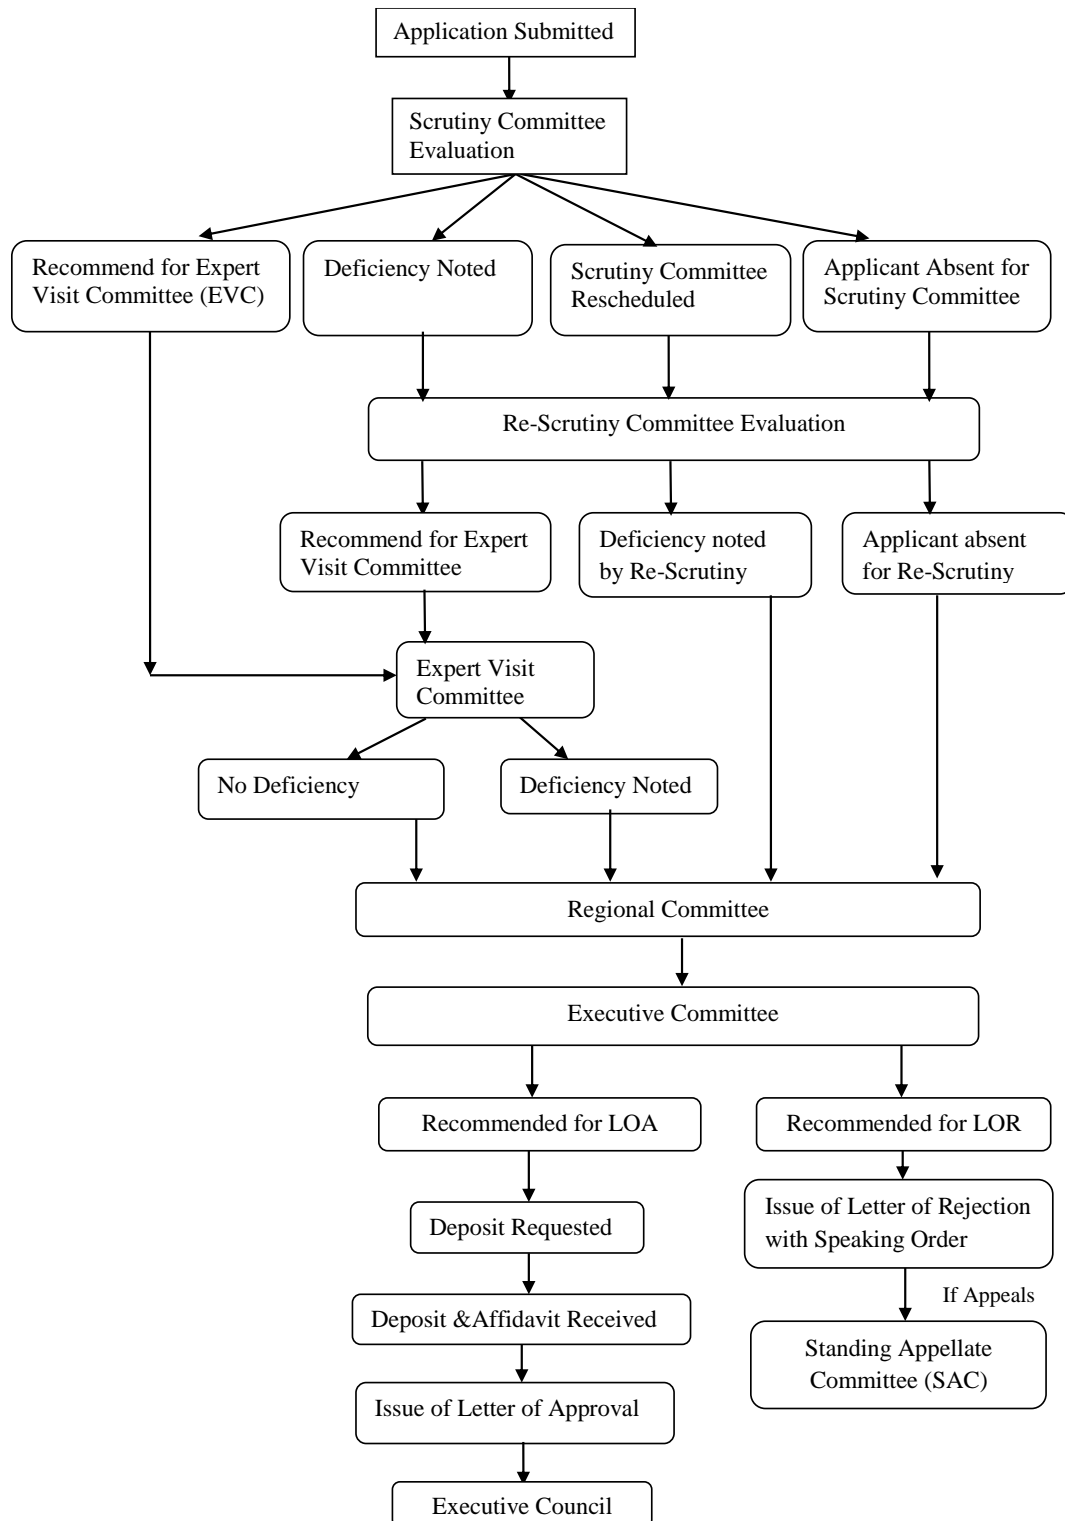 Application Submitted
Scrutiny Committee
Evaluation
Recommend for Expert
Visit Committee (EVC)
Deficiency Noted
Scrutiny Committee
Rescheduled
Applicant Absent for
Scrutiny Committee
Re-Scrutiny Committee Evaluation
Recommend for Expert
Visit Committee
Deficiency noted
by Re-Scrutiny
Applicant absent
for Re-Scrutiny
Expert Visit
Committee
No Deficiency
Deficiency Noted
Regional Committee
Executive Committee
Recommended for LOA
Recommended for LOR
Deposit Requested
Issue of Letter of Rejection
with Speaking Order
If Appeals
Deposit &Affidavit Received
Standing Appellate
Committee (SAC)
Issue of Letter of Approval
Executive Council